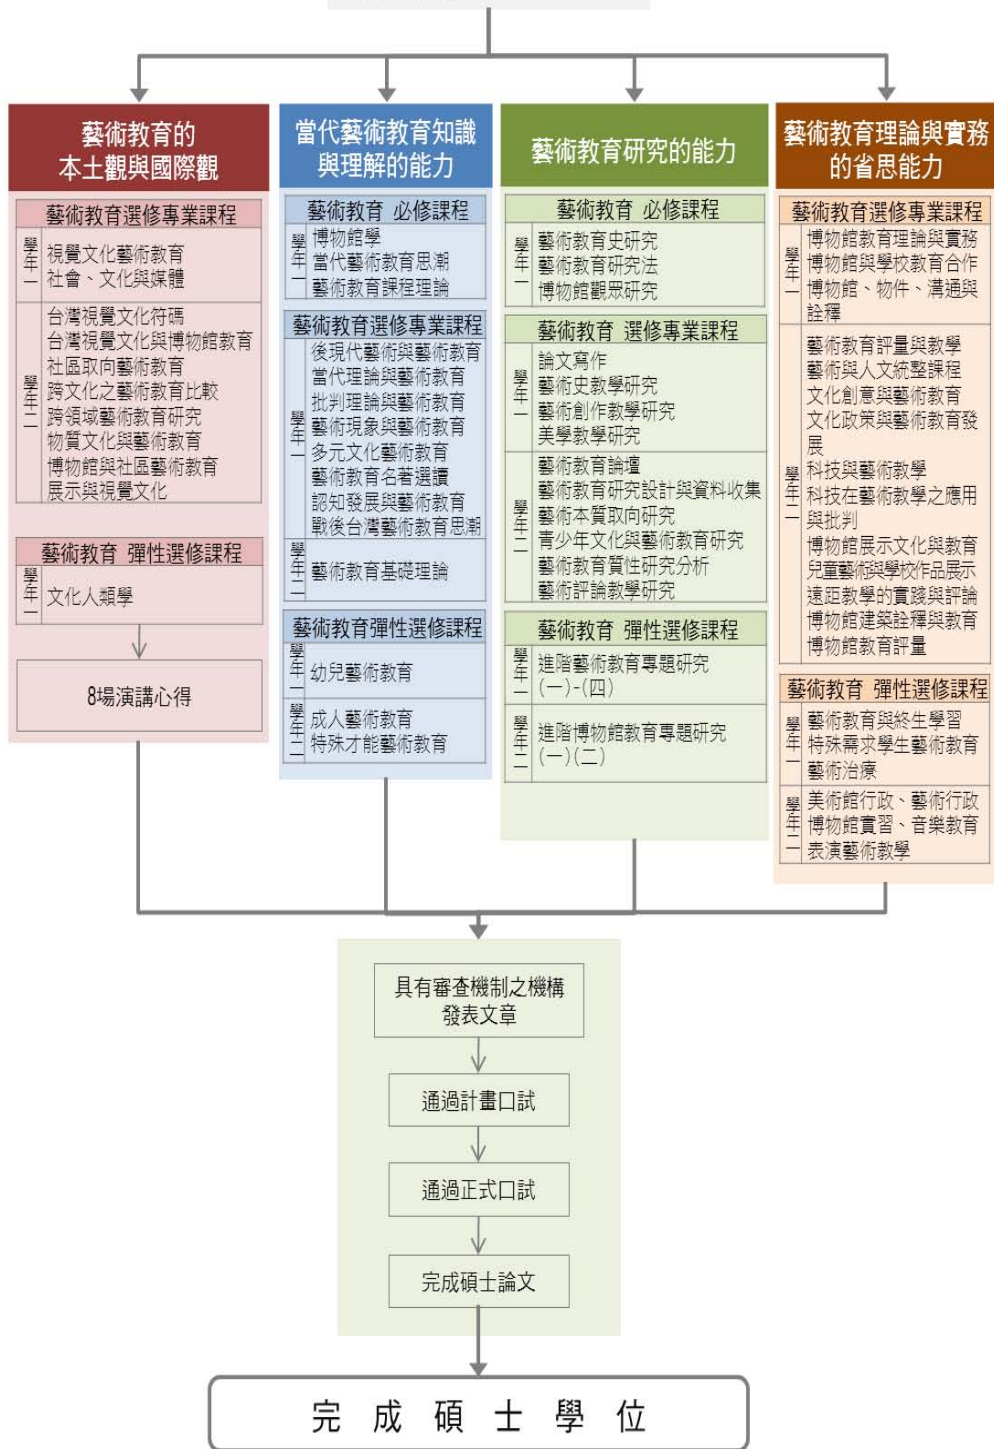 藝術教育的
本土觀與國際觀
藝術教育選修專業課程
學年一
視覺文化藝術教育
社會、文化與媒體
學年二
台灣視覺文化符碼
台灣視覺文化與博物館教育
社區取向藝術教育
跨文化之藝術教育比較
跨領域藝術教育研究
物質文化與藝術教育
博物館與社區藝術教育
展示與視覺文化
藝術教育 彈性選修課程
學年一
文化人類學
8場演講心得
當代藝術教育知識
與理解的能力
藝術教育 必修課程
學年一
博物館學
當代藝術教育思潮
藝術教育課程理論
藝術教育選修專業課程
學年一
後現代藝術與藝術教育
當代理論與藝術教育
批判理論與藝術教育
藝術現象與藝術教育
多元文化藝術教育
藝術教育名著選讀
認知發展與藝術教育
戰後台灣藝術教育思潮
學年二
藝術教育基礎理論
藝術教育彈性選修課程
學年一
幼兒藝術教育
學年二
成人藝術教育
特殊才能藝術教育
藝術教育研究的能力
藝術教育 必修課程
學年一
藝術教育史研究
藝術教育研究法
博物館觀眾研究
藝術教育 選修專業課程
學年一
論文寫作
藝術史教學研究
藝術創作教學研究
美學教學研究
學年二
藝術教育論壇
藝術教育研究設計與資料收集
藝術本質取向研究
青少年文化與藝術教育研究
藝術教育質性研究分析
藝術評論教學研究
藝術教育 彈性選修課程
學年一
進階藝術教育專題研究
(一)-(四)
學年二
進階博物館教育專題研究
(一)(二)
藝術教育理論與實務
的省思能力
藝術教育選修專業課程
學年一
博物館教育理論與實務
博物館與學校教育合作
博物館、物件、溝通與
詮釋
學年二
藝術教育評量與教學
藝術與人文統整課程
文化創意與藝術教育
文化政策與藝術教育發
展
科技與藝術教學
科技在藝術教學之應用
與批判
博物館展示文化與教育
兒童藝術與學校作品展示
遠距教學的實踐與評論
博物館建築詮釋與教育
博物館教育評量
藝術教育 彈性選修課程
學年一
藝術教育與終生學習
特殊需求學生藝術教育
藝術治療
學年二
美術館行政、藝術行政
博物館實習、音樂教育
表演藝術教學
具有審查機制之機構
發表文章
通過計畫口試
通過正式口試
完成碩士論文
完成碩士學位